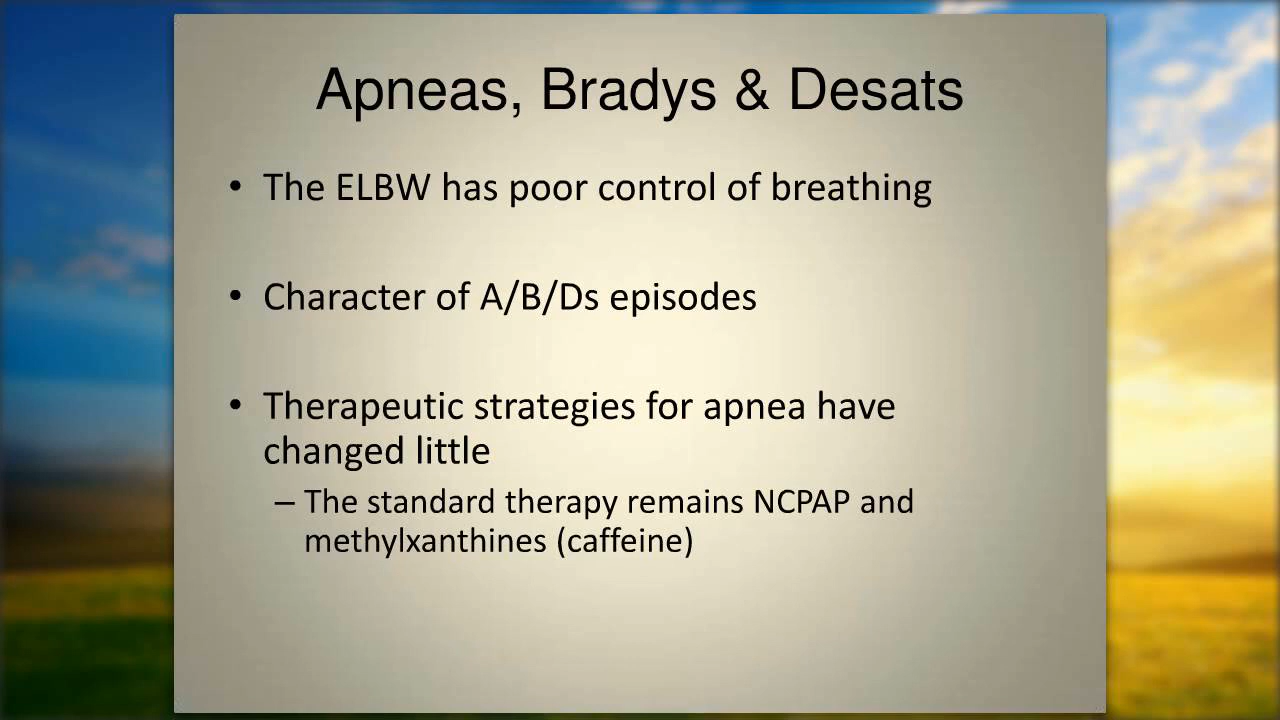 Apneas, Bradys & Desats
• The ELBW has poor control of breathing
• Character of A/B/Ds episodes
• Therapeutic strategies for apnea have
changed little
– The standard therapy remains NCPAP and
methylxanthines (caffeine)